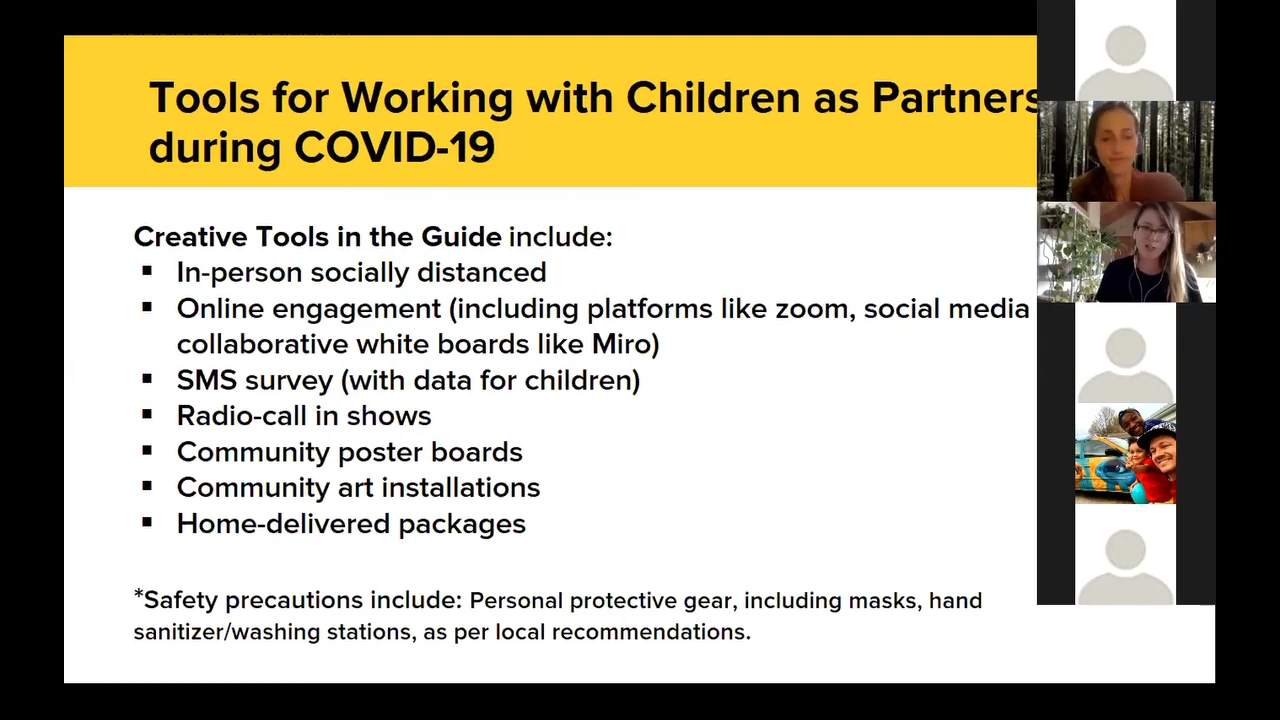 Tools for Working with Children as Partners
during COVID-19
Creative Tools in the Guide include:
▪ In-person socially distanced
▪ Online engagement (including platforms like zoom, social media
collaborative white boards like Miro)
▪ SMS survey (with data for children)
▪ Radio-call in shows
▪ Community poster boards
▪ Community art installations
▪ Home-delivered packages
*Safety precautions include: Personal protective gear, including masks, hand
sanitizer/washing stations, as per local recommendations.